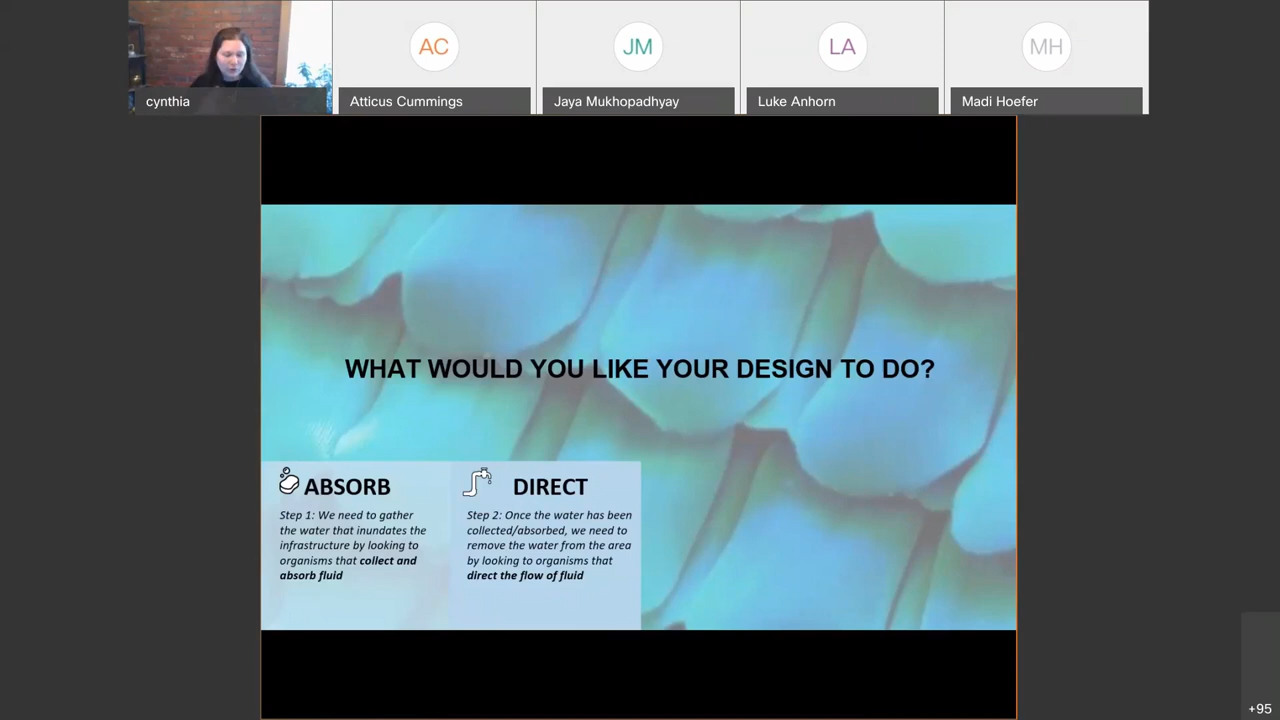 AC
JM
LA
MH
cynthia
Atticus Cummings
Jaya Mukhopadhyay
Luke Anhorn
Madi Hoefer
WHAT WOULD YOU LIKE YOUR DESIGN TO DO?
ABSORB
Step 1: We need to gather
the water that inundates the
infrastructure by looking to
organisms that collect and
absorb fluid
DIRECT
Step 2: Once the water has been
collected/absorbed, we need to
remove the water from the area
by looking to organisms that
direct the flow of fluid
+95